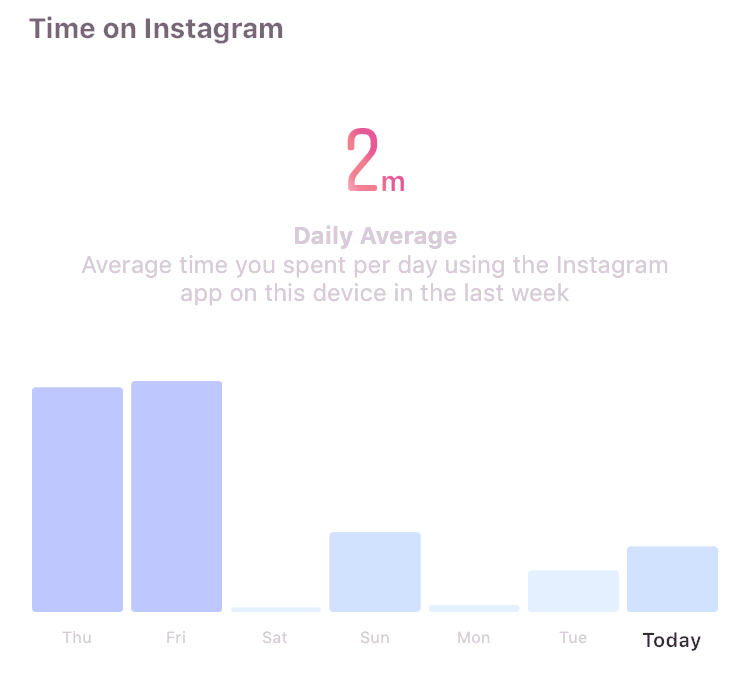 Time on Instagram
2m
Daily Average
Average time you spent per day using the Instagram
app on this device in the last week
Thu Fri Sat Sun Mon Tue Today